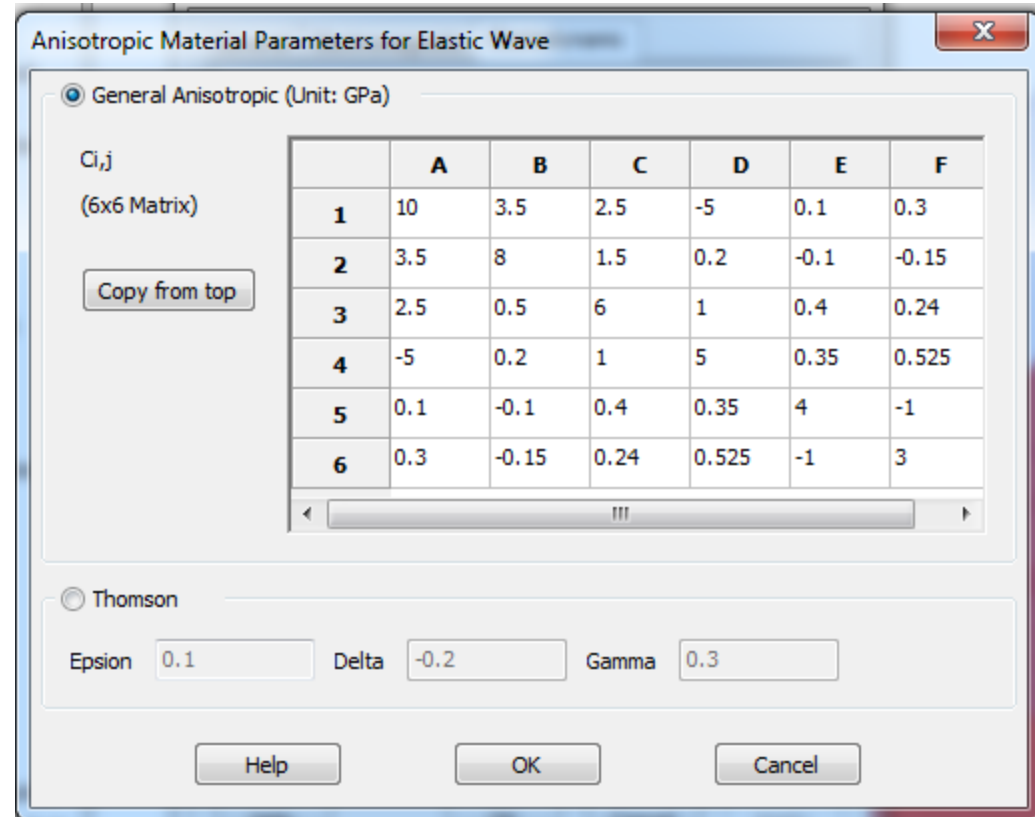 Anisotropic Material Parameters for Elastic Wave
General Anisotropic (Unit: GPa)
Ci,j
(6x6 Matrix)
Copy from top
A B C D E F
1 10 3.5 2.5 -5 0.1 0.3
2 3.5 8 1.5 0.2 -0.1 -0.15
3 2.5 0.5 6 1 0.4 0.24
4 -5 0.2 1 5 0.35 0.525
5 0.1 -0.1 0.4 0.35 4 -1
6 0.3 -0.15 0.24 0.525 -1 3
Thomson
Epsion 0.1 Delta -0.2 Gamma 0.3
Help OK Cancel